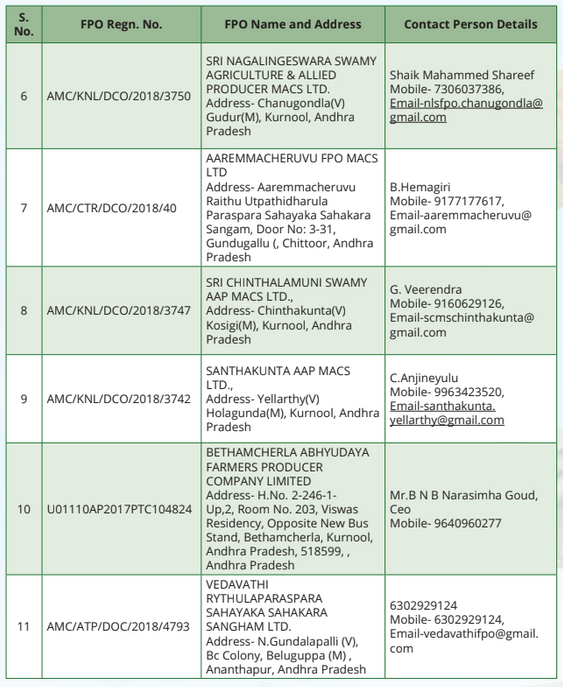 S.
No.
FPO Regn. No.
FPO Name and Address
Contact Person Details
6
AMC/KNL/DCO/2018/3750
SRI NAGALINGESWARA SWAMY
AGRICULTURE & ALLIED
PRODUCER MACS LTD.
Address- Chanugondla(V)
Gudur(M), Kurnool, Andhra
Pradesh
Shaik Mahammed Shareef
Mobile- 7306037386,
Email-nlsfpo.chanugondla@
gmail.com
7
AMC/CTR/DCO/2018/40
AAREMMACHERUVU FPO MACS
LTD
Address- Aaremmacheruvu
Raithu Utpathidharula
Paraspara Sahayaka Sahakara
Sangam, Door No: 3-31,
Gundugallu (, Chittoor, Andhra
Pradesh
B.Hemagiri
Mobile- 9177177617,
Email-aaremmacheruvu@
gmail.com
8
AMC/KNL/DCO/2018/3747
SRI CHINTHALAMUNI SWAMY
AAP MACS LTD.,
Address- Chinthakunta(V)
Kosigi(M), Kurnool, Andhra
Pradesh
G. Veerendra
Mobile- 9160629126,
Email-scmschinthakunta@
gmail.com
9
AMC/KNL/DCO/2018/3742
SANTHAKUNTA AAP MACS
LTD.,
Address- Yellarthy(V)
Holagunda(M), Kurnool, Andhra
Pradesh
C.Anjineyulu
Mobile- 9963423520,
Email-santhakunta.
yellarthy@gmail.com
10
U01110AP2017PTC104824
BETHAMCHERLA ABHYUDAYA
FARMERS PRODUCER
COMPANY LIMITED
Address- H.No. 2-246-1-
Up,2, Room No. 203, Viswas
Residency, Opposite New Bus
Stand, Bethamcherla, Kurnool,
Andhra Pradesh, 518599, ,
Andhra Pradesh
Mr.B N B Narasimha Goud,
Ceo
Mobile- 9640960277
11
AMC/ATP/DOC/2018/4793
VEDAVATHI
RYTHULAPARASPARA
SAHAYAKA SAHAKARA
SANGHAM LTD.
Address- N.Gundalapalli (V),
Bc Colony, Beluguppa (M) ,
Ananthapur, Andhra Pradesh
6302929124
Mobile- 6302929124,
Email-vedavathifpo@gmail.
com